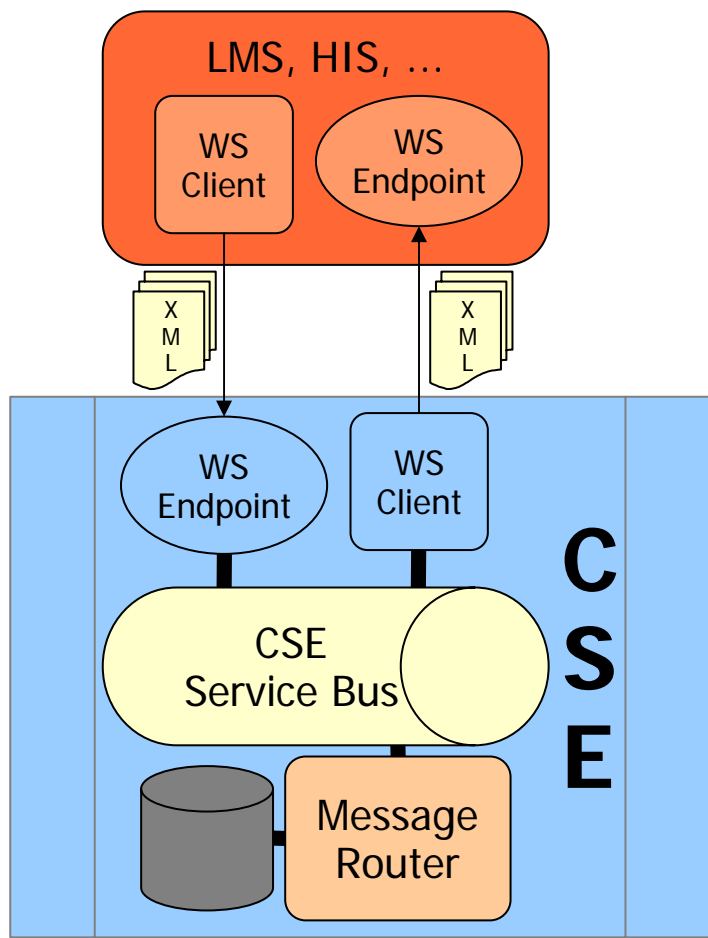 LMS, HIS, ...
WS
Client
WS
Endpoint
X
M
L
X
M
L
WS
Endpoint
WS
Client
C
S
E
CSE
Service Bus
Message
Router